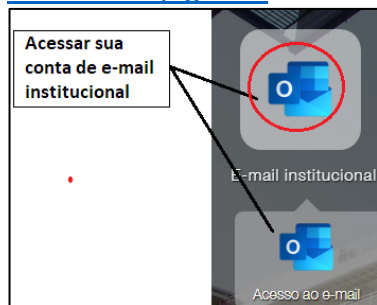 Acessar sua
conta de e-mail
institucional
E-mail institucional
Acesso ao e-mail